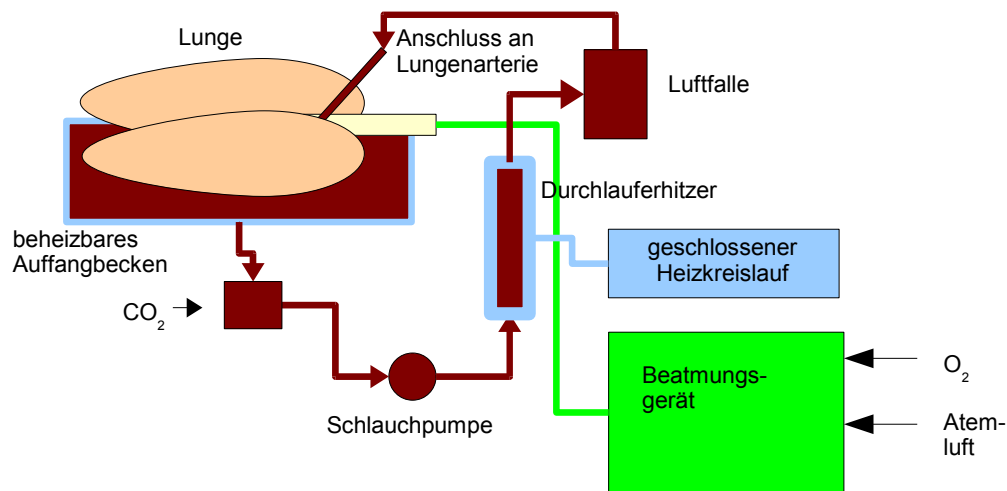 Lunge
Anschluss an
Lungenarterie
Luftfalle
Durchlauferhitzer
beheizbares
Auffangbecken
geschlossener
Heizkreislauf
CO₂
Schlauchpumpe
Beatmungs-
gerät
O₂
Atem-
luft